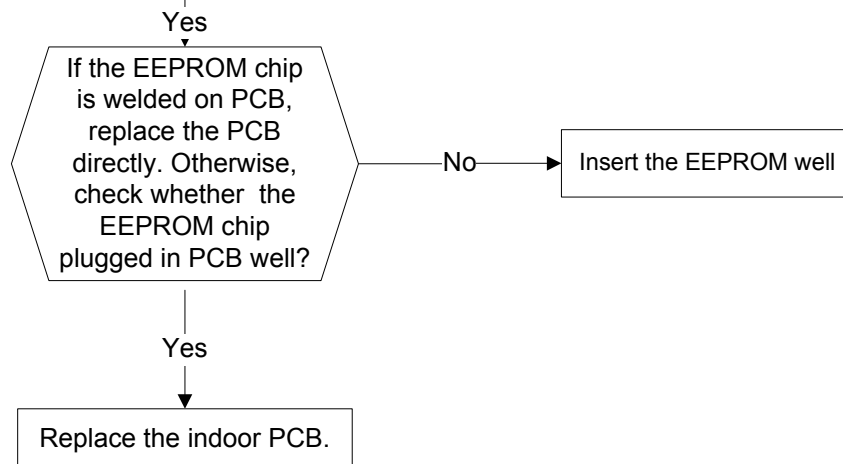 Yes
If the EEPROM chip
is welded on PCB,
replace the PCB
directly. Otherwise,
check whether  the
EEPROM chip
plugged in PCB well?
No
Insert the EEPROM well
Yes
Replace the indoor PCB.